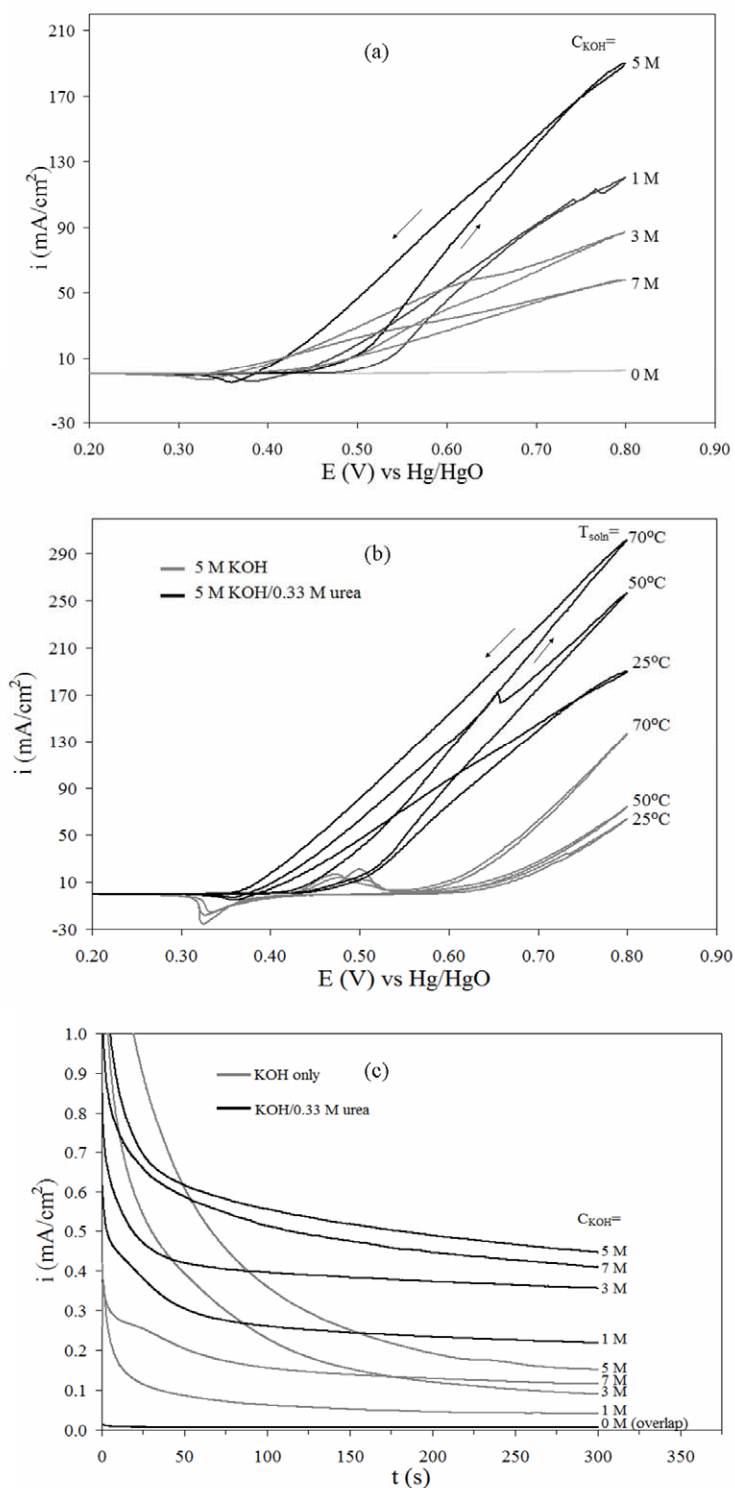 (a)
C_KOH=
210
170
130
90
50
10
-30
i (mA/cm²)
5 M
1 M
3 M
7 M
0 M
0.20 0.30 0.40 0.50 0.60 0.70 0.80 0.90
E (V) vs Hg/HgO
(b)
T_soln=
5 M KOH
5 M KOH/0.33 M urea
290
250
210
170
130
90
50
10
-30
i (mA/cm²)
70°C
50°C
25°C
70°C
50°C
25°C
0.20 0.30 0.40 0.50 0.60 0.70 0.80 0.90
E (V) vs Hg/HgO
(c)
KOH only
KOH/0.33 M urea
C_KOH=
1.0
0.9
0.8
0.7
0.6
0.5
0.4
0.3
0.2
0.1
0.0
i (mA/cm²)
5 M
7 M
3 M
1 M
5 M
7 M
3 M
1 M
0 M (overlap)
0 50 100 150 200 250 300 350
t (s)